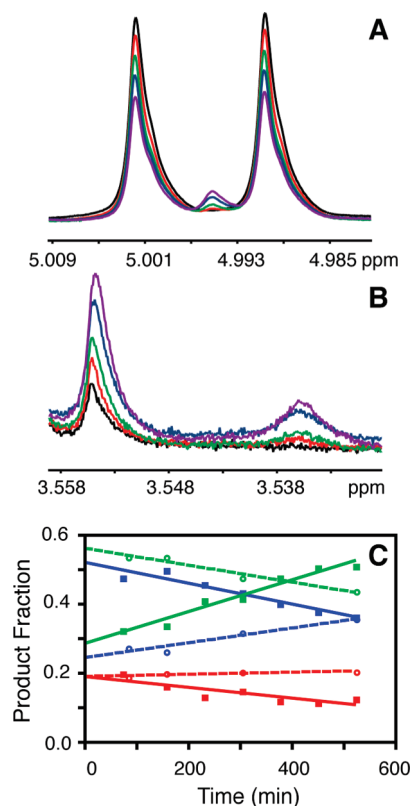 A
5.009 5.001 4.993 4.985 ppm
B
3.558 3.548 3.538 ppm
C
Product Fraction
0.6
0.4
0.2
0.0
0 200 400 600
Time (min)